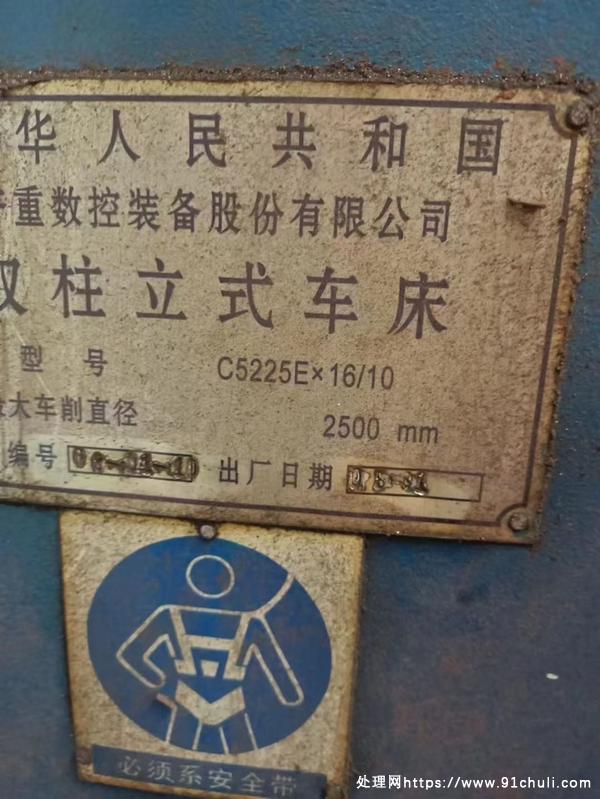 华人民共和国
重数控装备股份有限公司
双柱立式车床
型号 C5225E×16/10
大车削直径 2500 mm
编号 出厂日期
必须系安全带
处理网https://www.91chuli.com